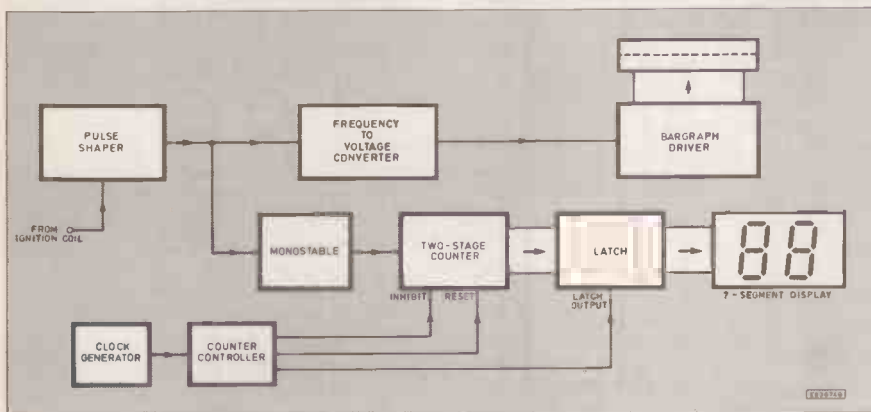 PULSE
SHAPER
FREQUENCY
TO
VOLTAGE
CONVERTER
BARGRAPH
DRIVER
FROM
IGNITION COIL
MONOSTABLE
TWO-STAGE
COUNTER
LATCH
88
INHIBIT
RESET
LATCH
OUTPUT
7-SEGMENT DISPLAY
CLOCK
GENERATOR
COUNTER
CONTROLLER